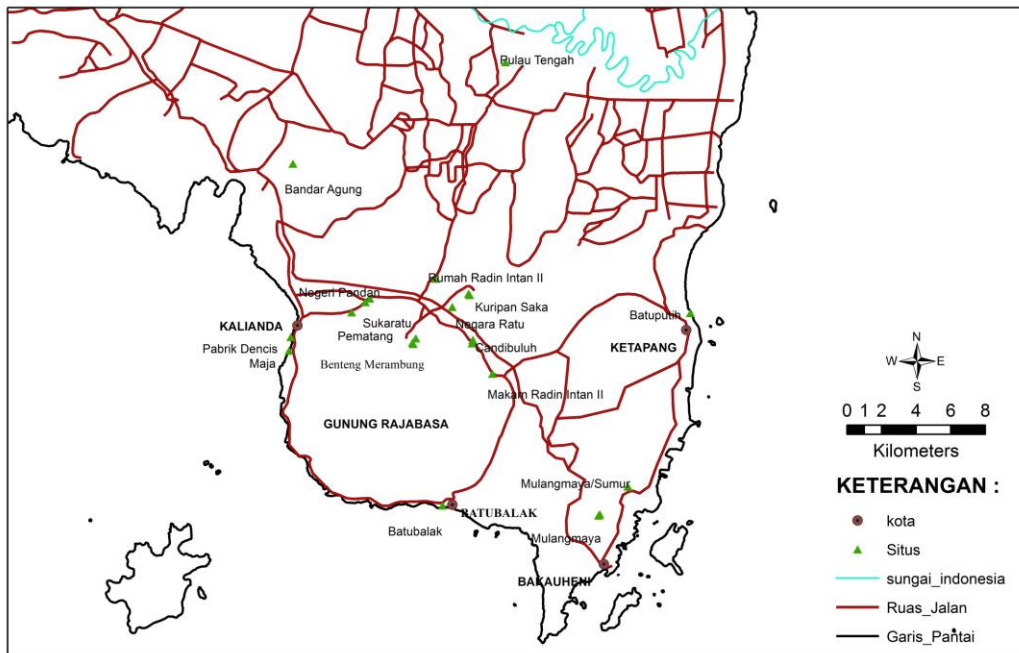 Pulau Tengah
Bandar Agung
Rumah Radin Intan II
Negeri Pandan
Kuripan Saka
KALIANDA
Sukaratu
Negara Ratu
Batuputih
Pematang
Pabrik Dencis
Candibuluh
KETAPANG
Maja
Benteng Merambung
Makam Radin Intan II
GUNUNG RAJABASA
Mulangmaya/Sumur
BATUBALAK
Batubalak
Mulangmaya
BAKAUHENI
N
W E
S
0 1 2 4 6 8
Kilometers
KETERANGAN :
kota
Situs
sungai_indonesia
Ruas_Jalan
Garis_Pantai